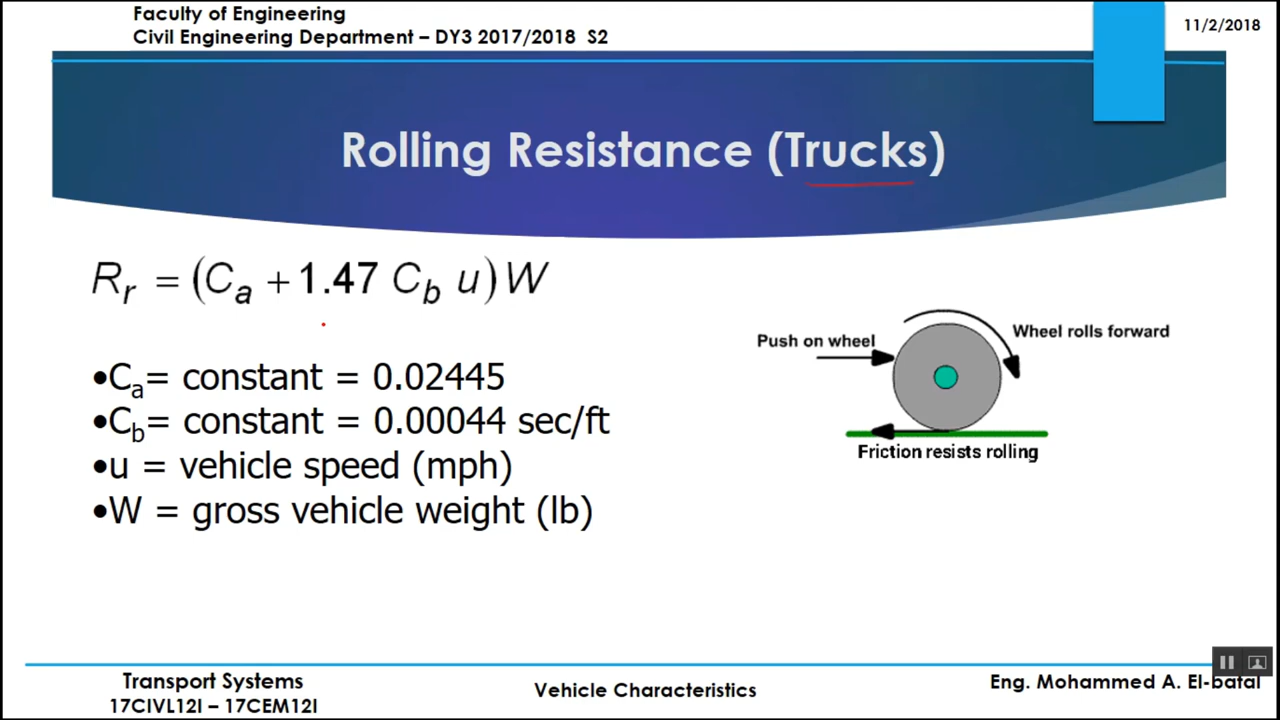 Faculty of Engineering
Civil Engineering Department – DY3 2017/2018 S2
11/2/2018
Rolling Resistance (Trucks)
R_r = (C_a + 1.47 C_b u) W
•C_a= constant = 0.02445
•C_b= constant = 0.00044 sec/ft
•u = vehicle speed (mph)
•W = gross vehicle weight (lb)
Push on wheel
Wheel rolls forward
Friction resists rolling
Transport Systems
17CIVL12I – 17CEM12I
Vehicle Characteristics
Eng. Mohammed A. El-batal